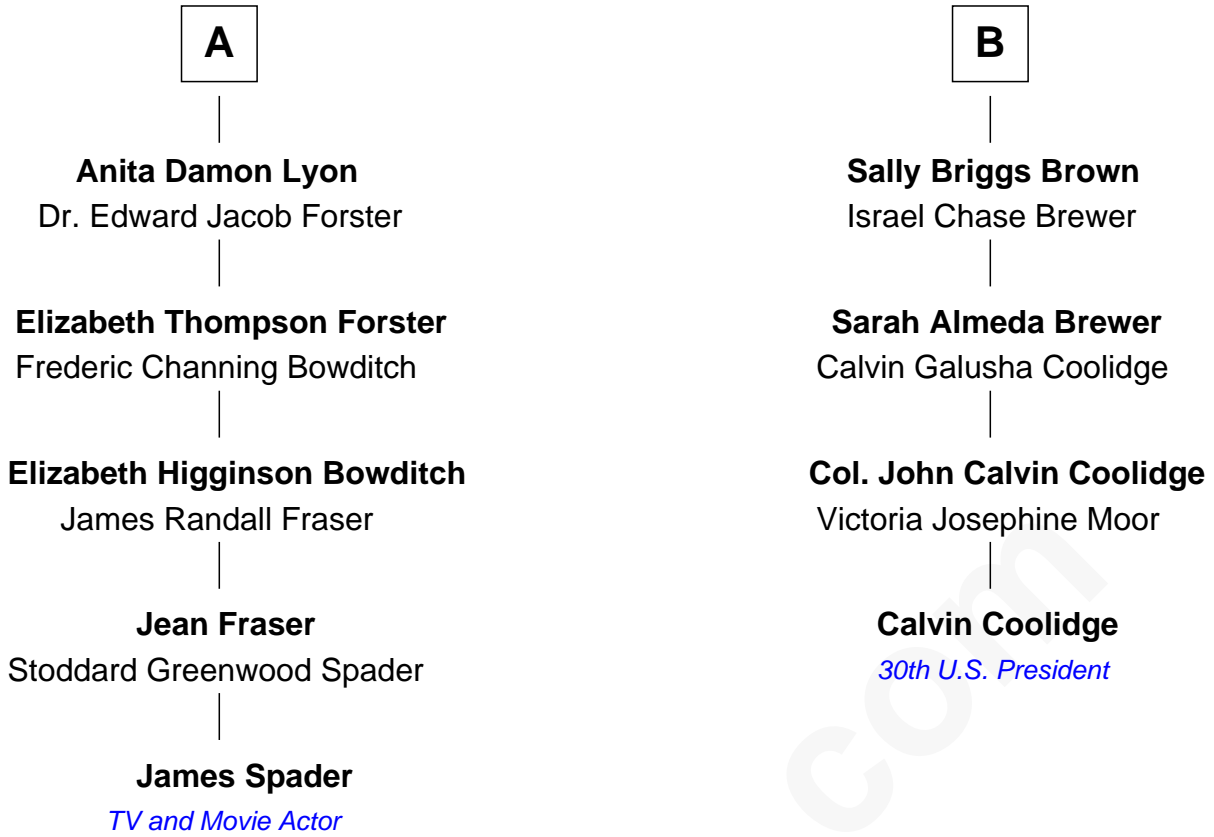 A
Anita Damon Lyon
Dr. Edward Jacob Forster
Elizabeth Thompson Forster
Frederic Channing Bowditch
Elizabeth Higginson Bowditch
James Randall Fraser
Jean Fraser
Stoddard Greenwood Spader
James Spader
TV and Movie Actor
B
Sally Briggs Brown
Israel Chase Brewer
Sarah Almeda Brewer
Calvin Galusha Coolidge
Col. John Calvin Coolidge
Victoria Josephine Moor
Calvin Coolidge
30th U.S. President
com